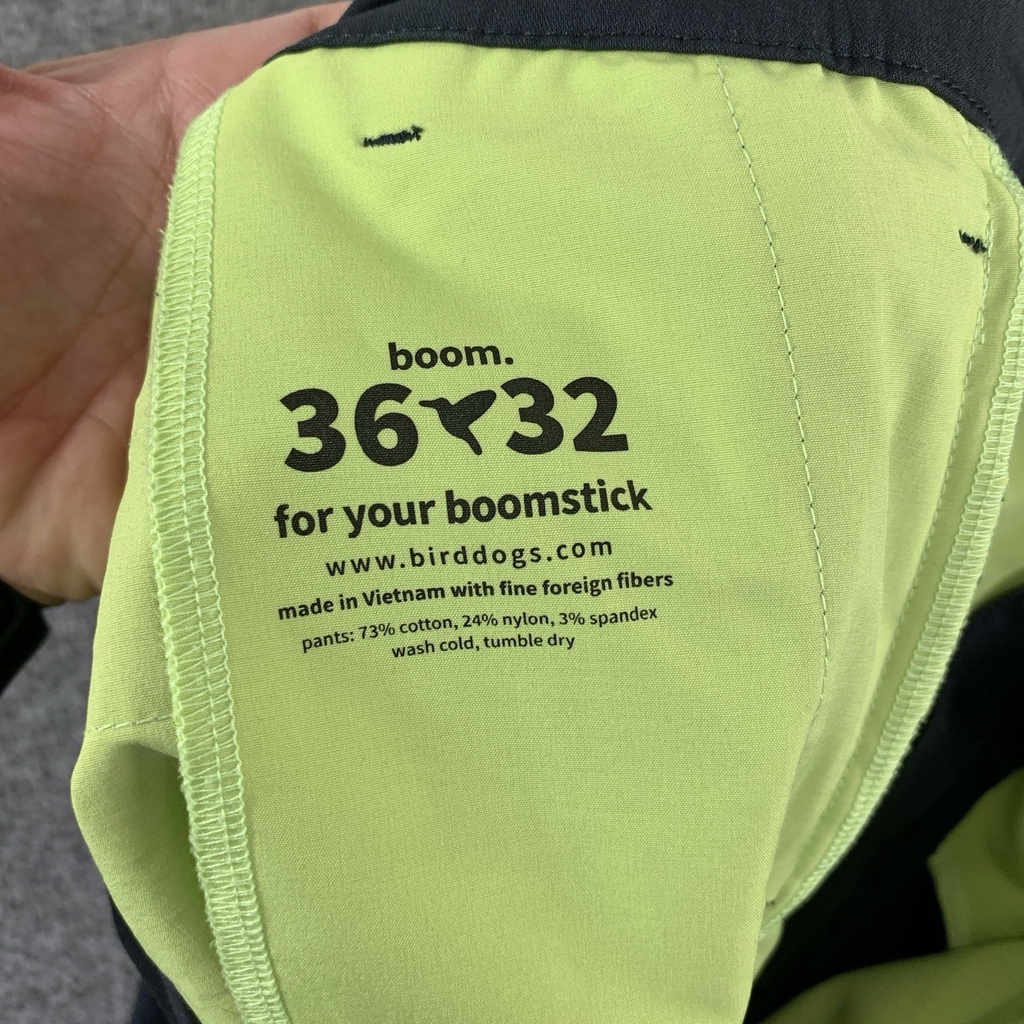 boom.
36 32
for your boomstick
www.birddogs.com
made in Vietnam with fine foreign fibers
pants: 73% cotton, 24% nylon, 3% spandex
wash cold, tumble dry